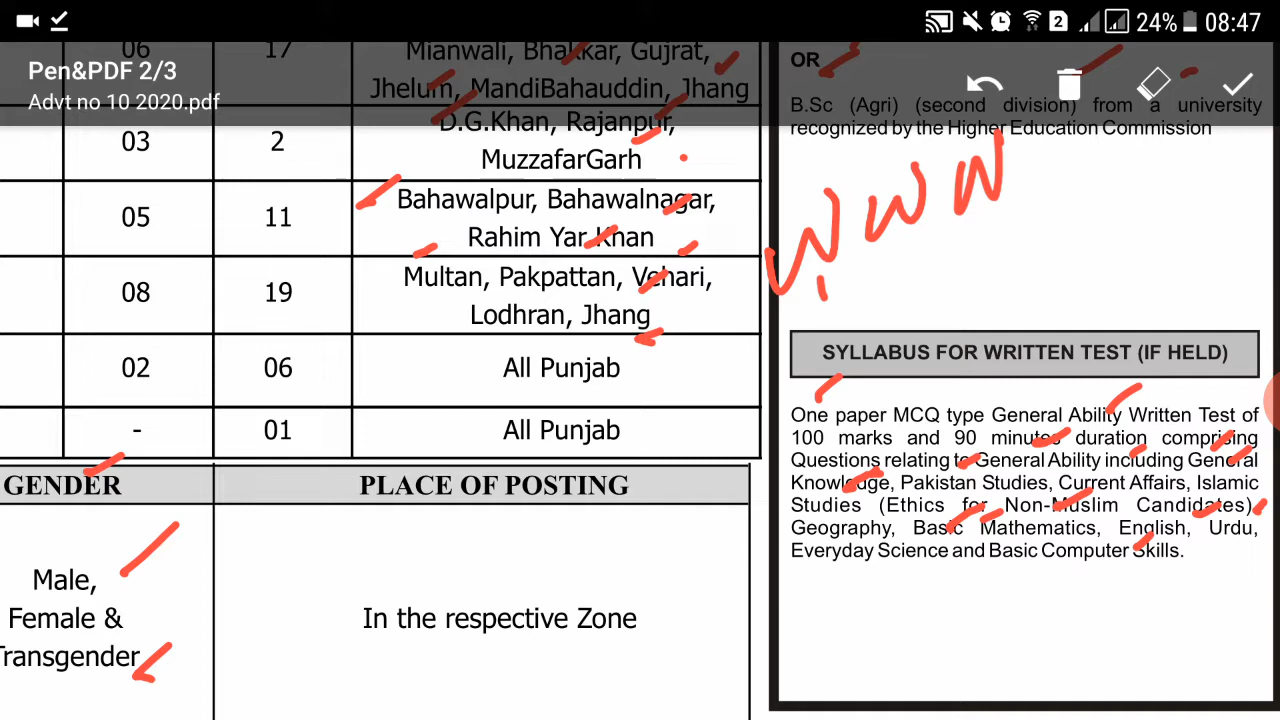 24% 08:47
2
Pen&PDF 2/3
Advt no 10 2020.pdf
06 17 Mianwali, Bhakkar, Gujrat,
Jhelum, MandiBahauddin, Jhang
03 2 D.G.Khan, Rajanpur,
MuzzafarGarh
05 11 Bahawalpur, Bahawalnagar,
Rahim Yar Khan
08 19 Multan, Pakpattan, Vehari,
Lodhran, Jhang
02 06 All Punjab
- 01 All Punjab
GENDER PLACE OF POSTING
Male,
Female &
Transgender
In the respective Zone
OR
B.Sc (Agri) (second division) from a university
recognized by the Higher Education Commission
WWW
SYLLABUS FOR WRITTEN TEST (IF HELD)
One paper MCQ type General Ability Written Test of
100 marks and 90 minutes duration comprising
Questions relating to General Ability including General
Knowledge, Pakistan Studies, Current Affairs, Islamic
Studies (Ethics for Non-Muslim Candidates),
Geography, Basic Mathematics, English, Urdu,
Everyday Science and Basic Computer Skills.